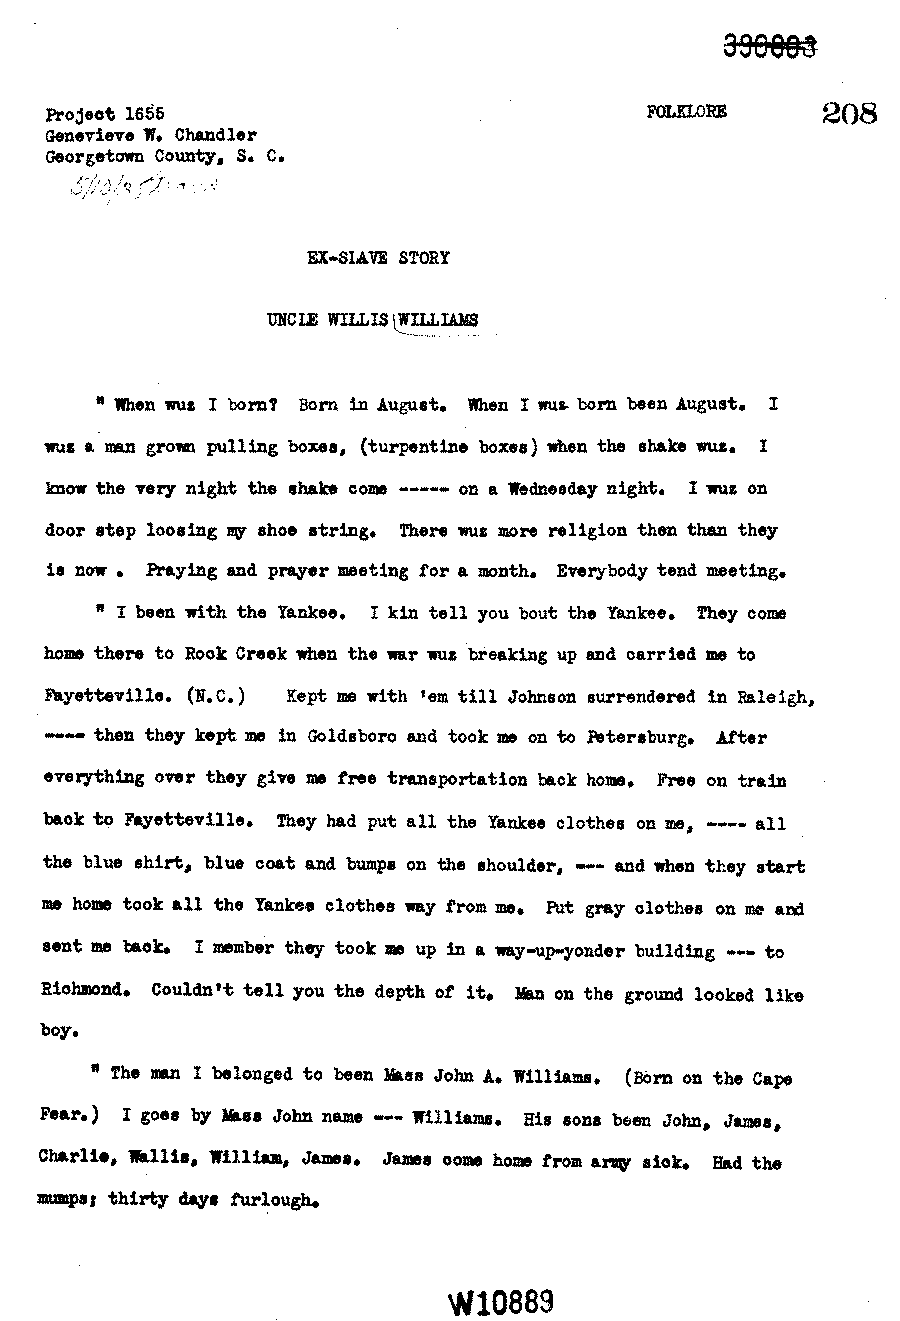 390883
Project 1655
FOLKLORE 208
Genevieve W. Chandler
Georgetown County, S. C.
EX-SLAVE STORY
UNCLE WILLIS WILLIAMS
" When wuz I born? Born in August. When I wuz born been August. I
wuz a man grown pulling boxes, (turpentine boxes) when the shake wuz. I
know the very night the shake come ----- on a Wednesday night. I wuz on
door step loosing my shoe string. There wuz more religion then than they
is now . Praying and prayer meeting for a month. Everybody tend meeting.
" I been with the Yankee. I kin tell you bout the Yankee. They come
home there to Rock Creek when the war wuz breaking up and carried me to
Fayetteville. (N.C.) Kept me with 'em till Johnson surrendered in Raleigh,
---- then they kept me in Goldsboro and took me on to Petersburg. After
everything over they give me free transportation back home. Free on train
back to Fayetteville. They had put all the Yankee clothes on me, ---- all
the blue shirt, blue coat and bumps on the shoulder, --- and when they start
me home took all the Yankee clothes way from me. Put gray clothes on me and
sent me back. I member they took me up in a way-up-yonder building --- to
Richmond. Couldn't tell you the depth of it. Man on the ground looked like
boy.
" The man I belonged to been Mass John A. Williams. (Born on the Cape
Fear.) I goes by Mass John name --- Williams. His sons been John, James,
Charlie, Wallis, William, James. James come home from army sick. Had the
mumps; thirty days furlough.
W10889